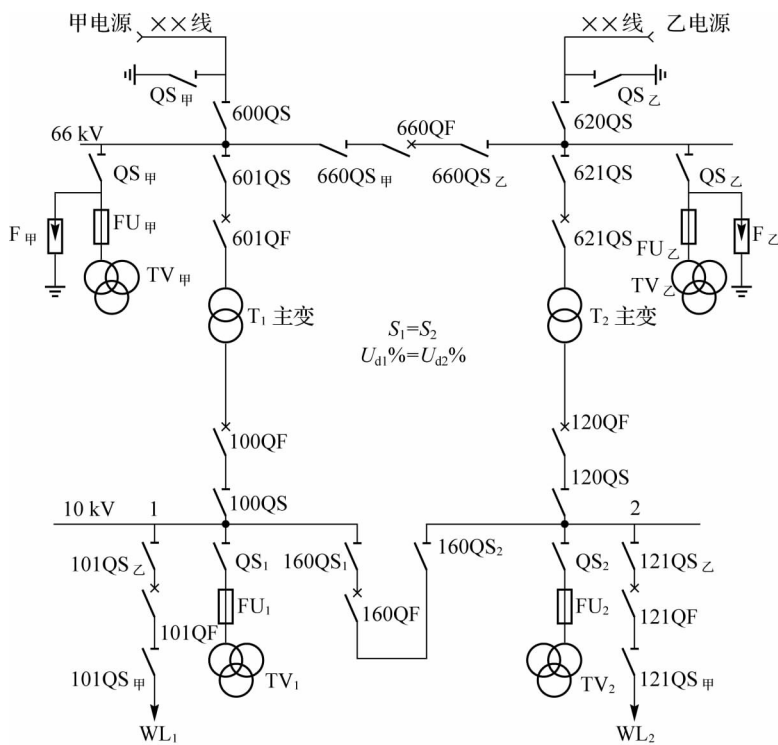 甲电源
××线
××线
乙电源
QS甲
QS乙
600QS
620QS
66 kV
660QF
QS甲
601QS
660QS甲
660QS乙
621QS
QS乙
F甲
FU甲
601QF
621QS
FU乙
F乙
TV甲
TV乙
T₁ 主变
T₂ 主变
S₁=S₂
U_d1%=U_d2%
100QF
120QF
100QS
120QS
10 kV
1
2
101QS乙
QS₁
160QS₁
160QS₂
QS₂
121QS乙
FU₁
160QF
FU₂
121QF
101QF
101QS甲
TV₁
TV₂
121QS甲
WL₁
WL₂